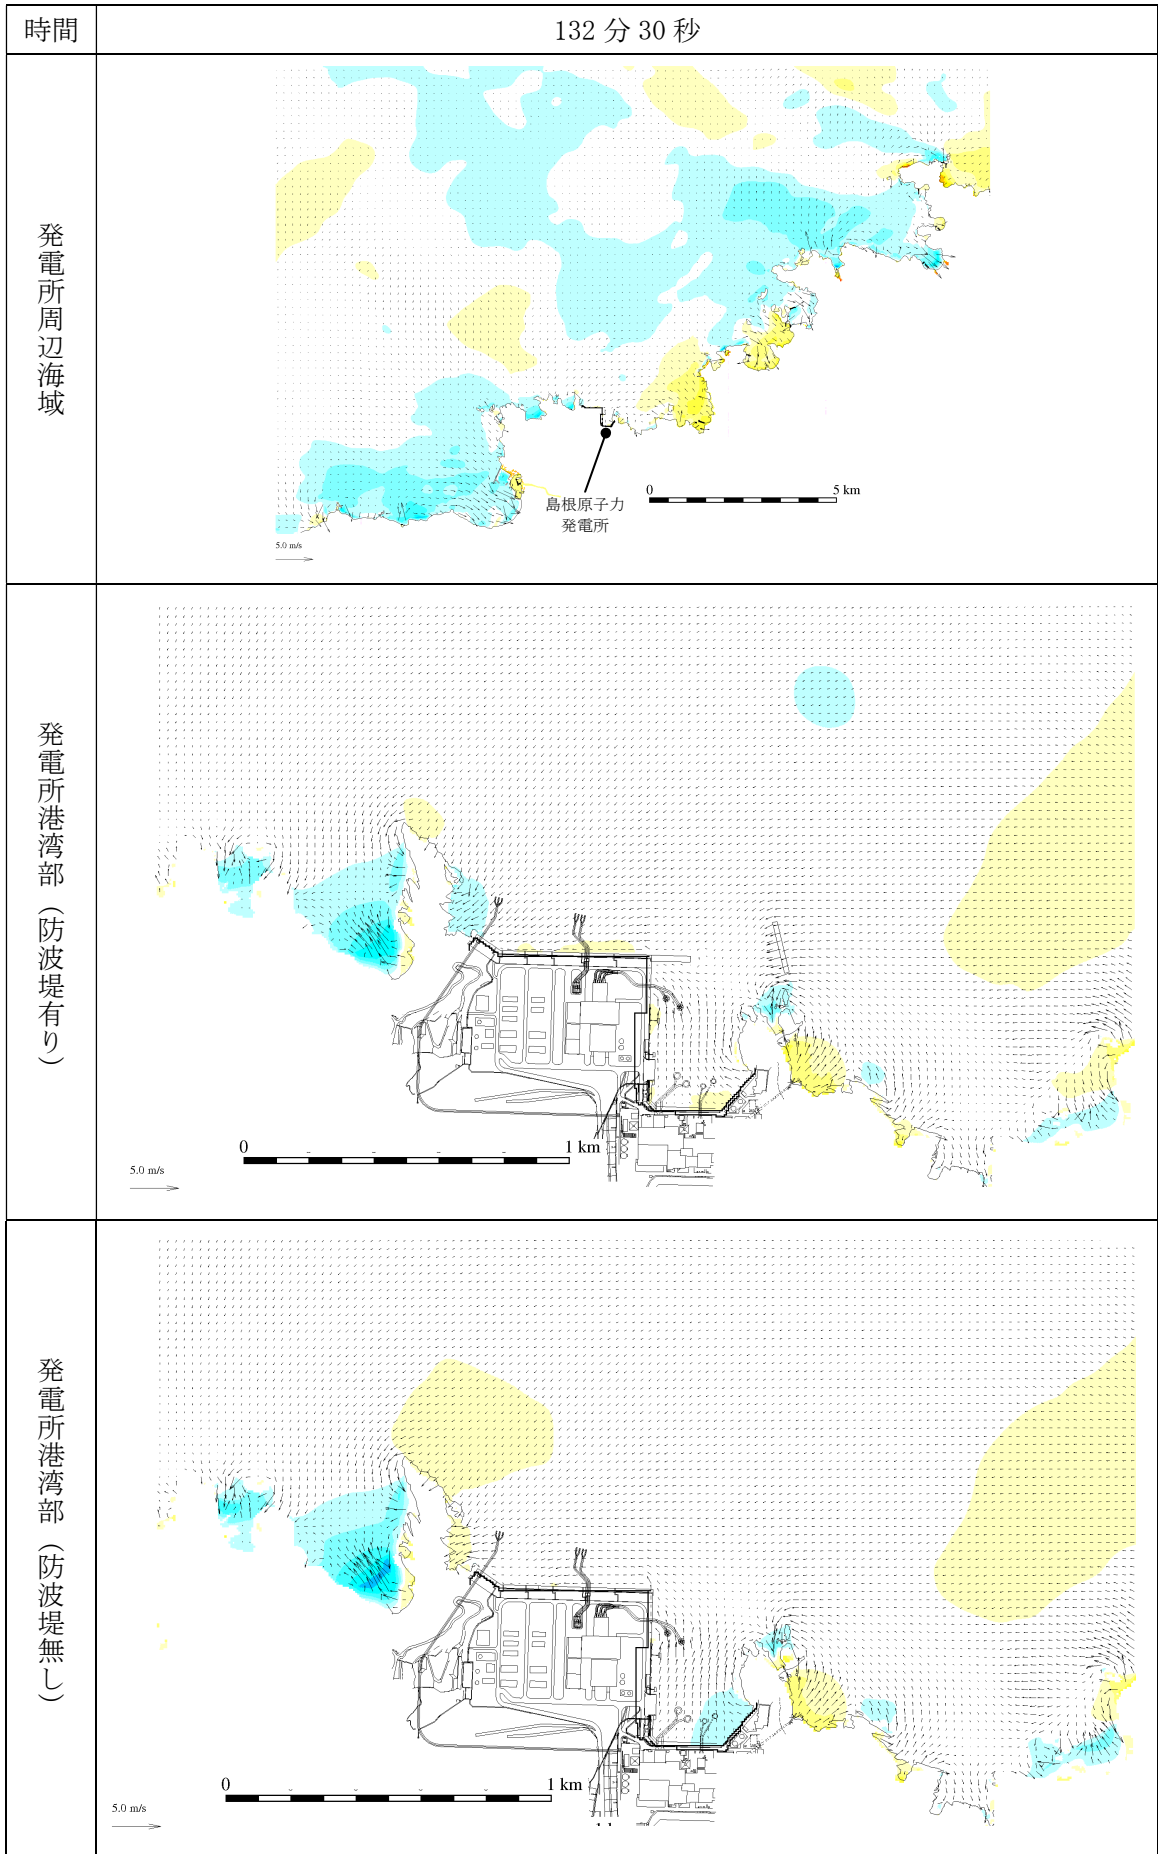 時間
132 分 30 秒
発電所周辺海域
島根原子力
発電所
0
5 km
5.0 m/s
発電所港湾部（防波堤有り）
0
1 km
5.0 m/s
発電所港湾部（防波堤無し）
0
1 km
5.0 m/s